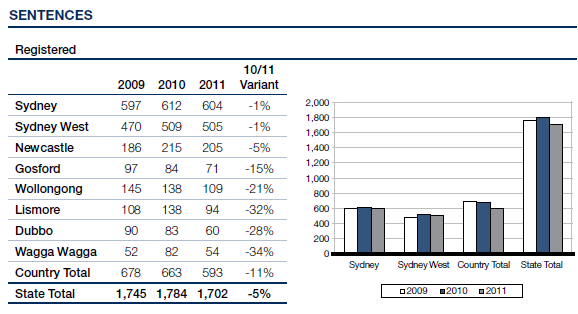 SENTENCES
Registered
2009 2010 2011 10/11 Variant
Sydney 597 612 604 -1%
Sydney West 470 509 505 -1%
Newcastle 186 215 205 -5%
Gosford 97 84 71 -15%
Wollongong 145 138 109 -21%
Lismore 108 138 94 -32%
Dubbo 90 83 60 -28%
Wagga Wagga 52 82 54 -34%
Country Total 678 663 593 -11%
State Total 1,745 1,784 1,702 -5%
2,000
1,800
1,600
1,400
1,200
1,000
800
600
400
200
0
Sydney Sydney West Country Total State Total
2009 2010 2011